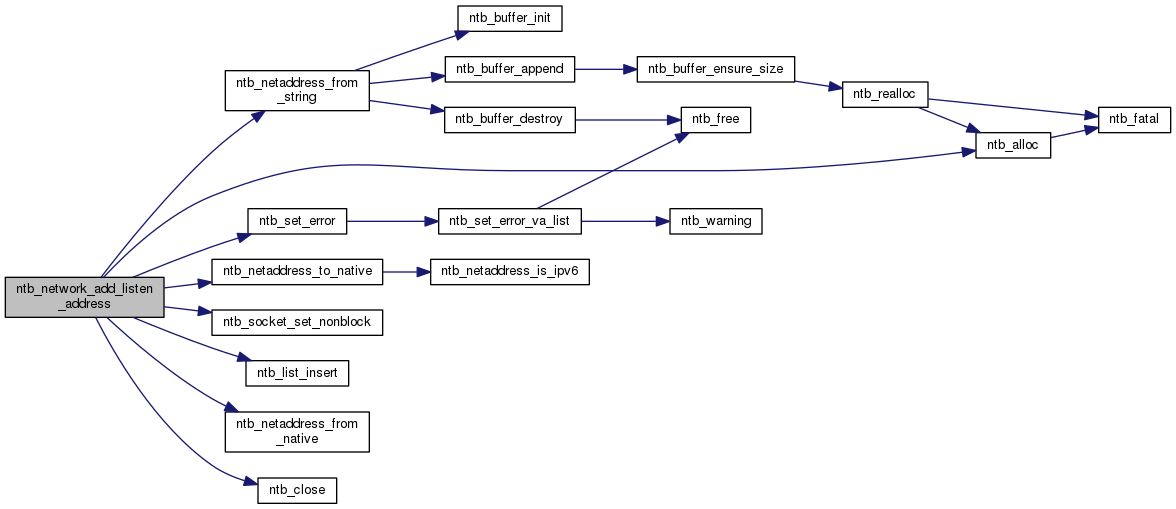 ntb_buffer_init
ntb_netaddress_from
_string
ntb_buffer_append
ntb_buffer_ensure_size
ntb_realloc
ntb_buffer_destroy
ntb_free
ntb_fatal
ntb_alloc
ntb_set_error
ntb_set_error_va_list
ntb_warning
ntb_netaddress_to_native
ntb_netaddress_is_ipv6
ntb_network_add_listen
_address
ntb_socket_set_nonblock
ntb_list_insert
ntb_netaddress_from
_native
ntb_close